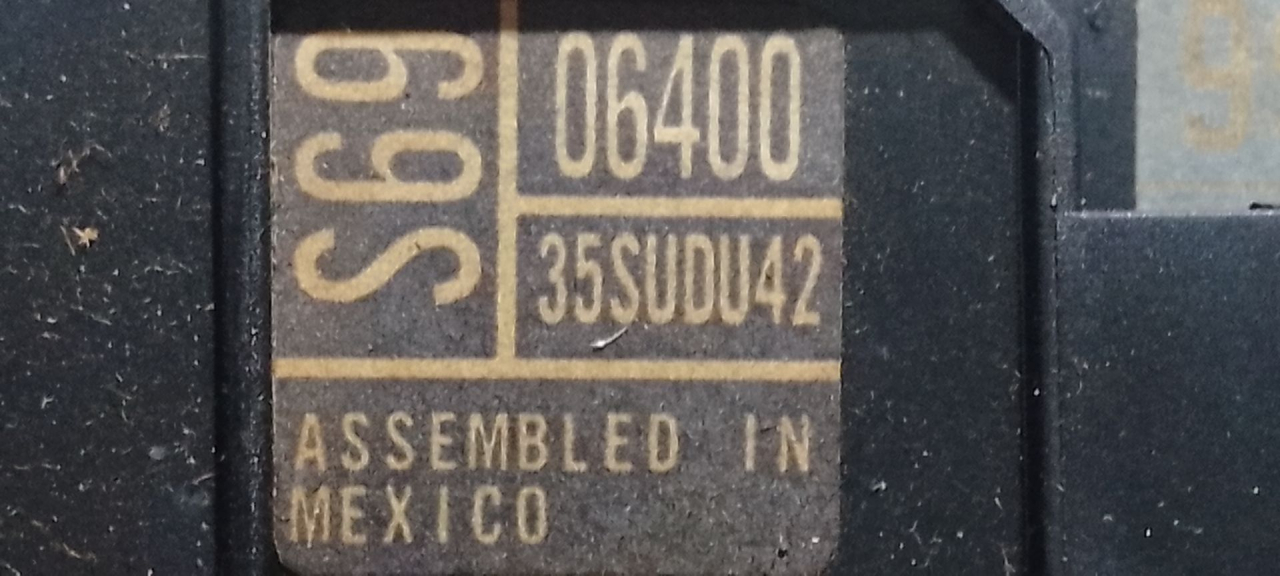 S69
06400
35SUDU42
ASSEMBLED IN
MEXICO